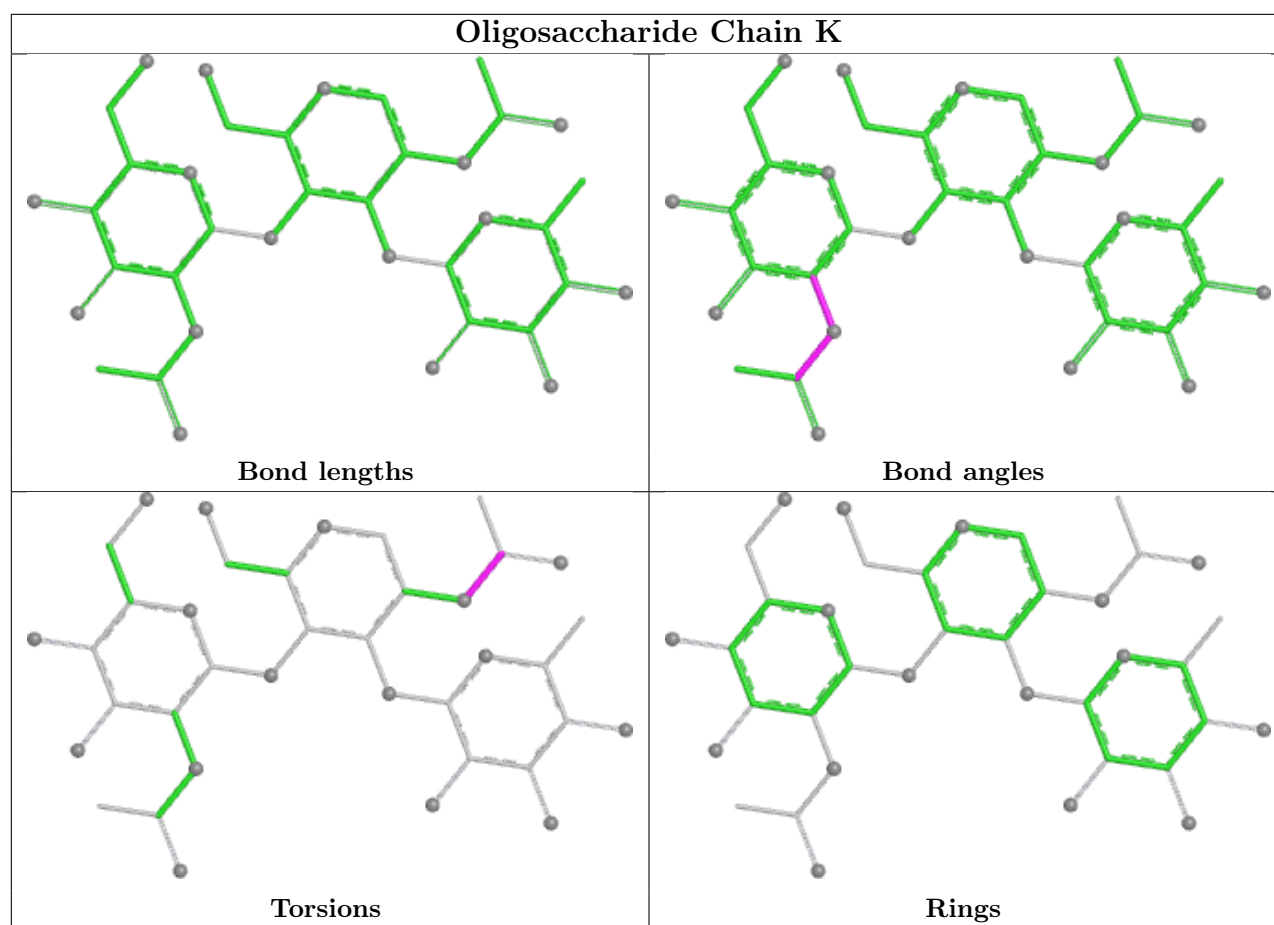 Oligosaccharide Chain K
Bond lengths
Bond angles
Torsions
Rings